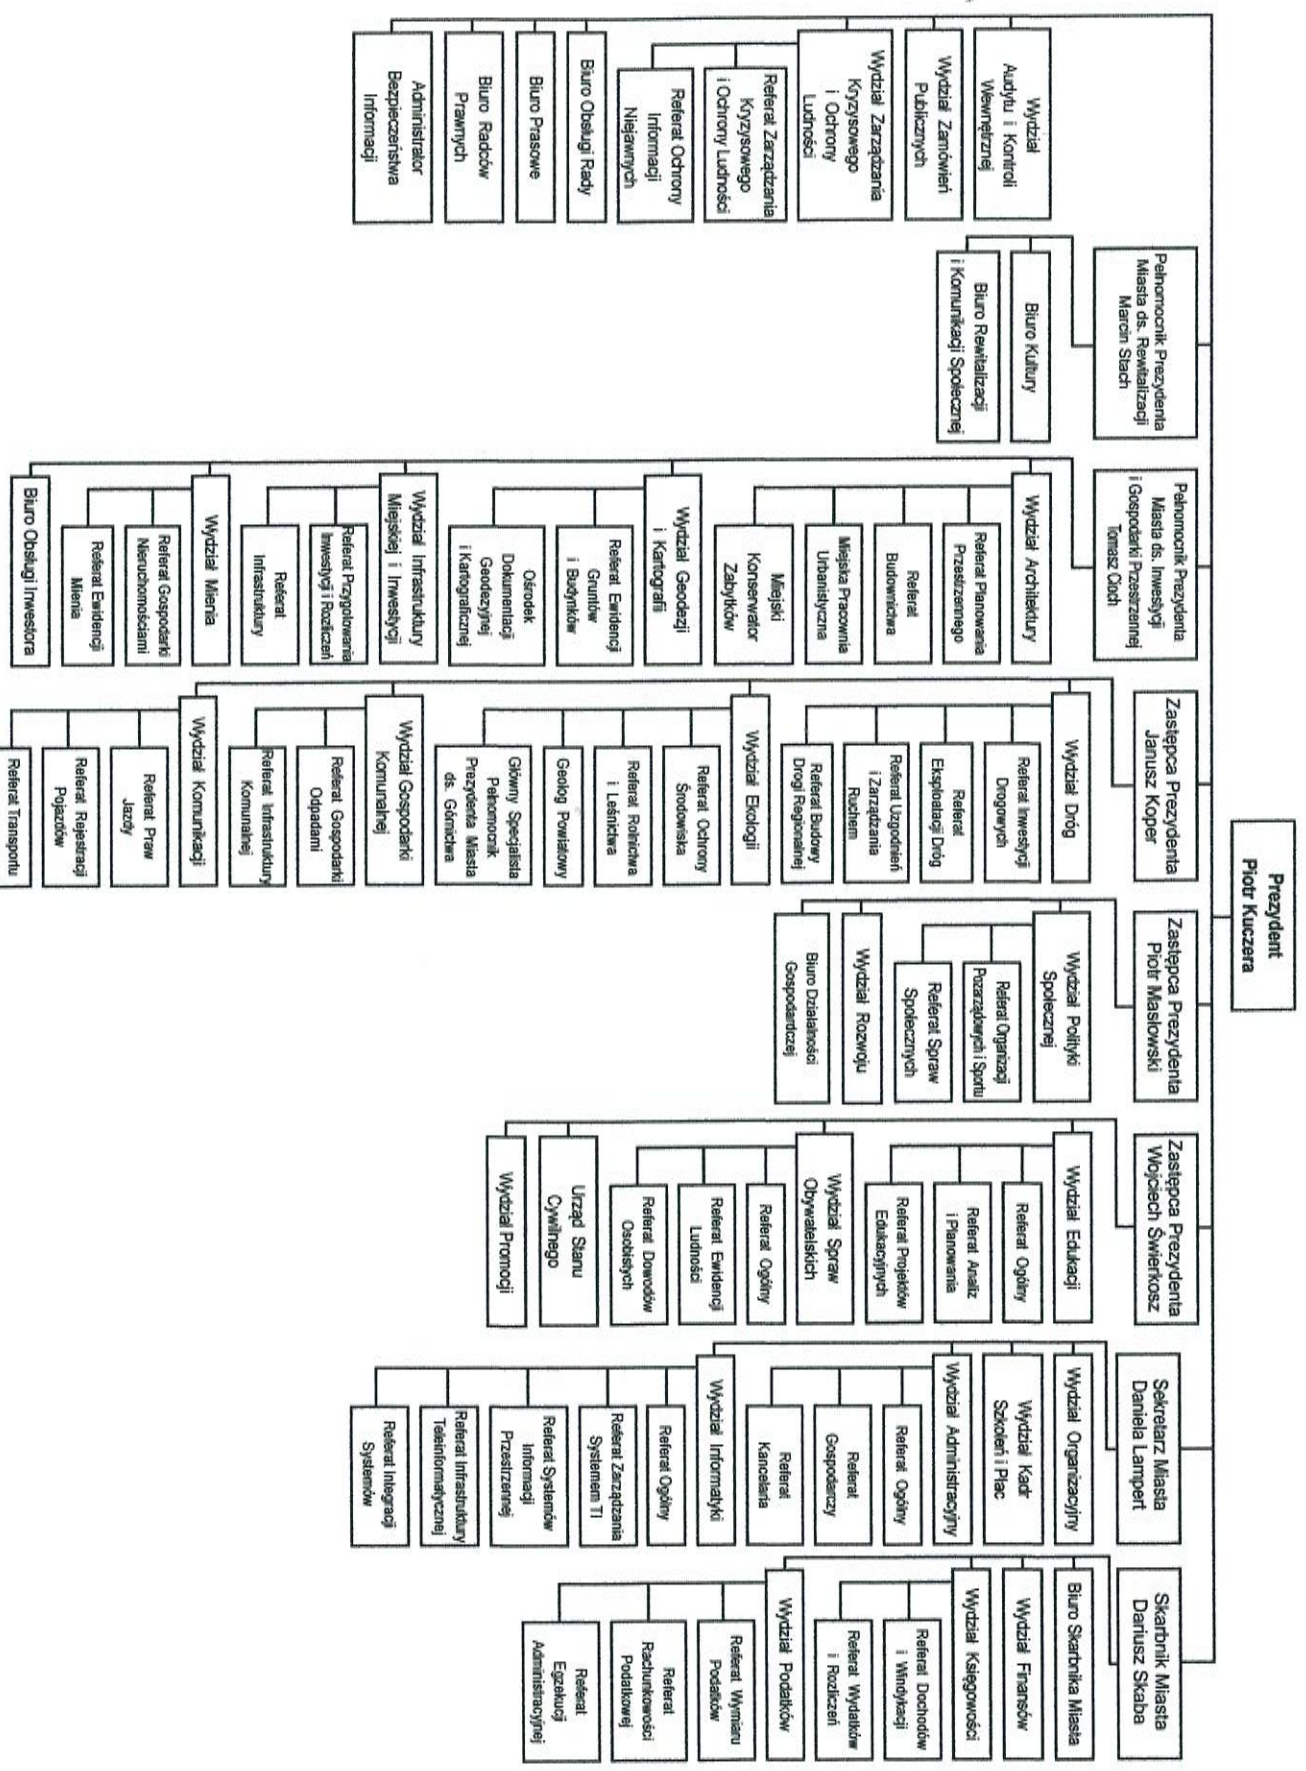 Prezydent
Piotr Kuczera
Wydział
Audytu i Kontroli
Wewnętrznej
Wydział Zamówień
Publicznych
Wydział Zarządzania
Kryzysowego
i Ochrony
Ludności
Referat Zarządzania
Kryzysowego
i Ochrony Ludności
Referat Ochrony
Informacji
Niejawnych
Biuro Obsługi Rady
Biuro Prasowe
Biuro Radców
Prawnych
Administrator
Bezpieczeństwa
Informacji
Pełnomocnik Prezydenta
Miasta ds. Rewitalizacji
Marcin Stach
Biuro Kultury
Biuro Rewitalizacji
i Komunikacji Społecznej
Pełnomocnik Prezydenta
Miasta ds. Inwestycji
i Gospodarki Przestrzennej
Tomasz Cioch
Wydział Architektury
Referat Planowania
Przestrzennego
Referat
Budownictwa
Miejska Pracownia
Urbanistyczna
Miejski
Konserwator
Zabytków
Wydział Geodezji
i Kartografii
Referat Ewidencji
Gruntów
i Budynków
Ośrodek
Dokumentacji
Geodezyjnej
i Kartograficznej
Wydział Infrastruktury
Miejskiej i Inwestycji
Referat Przygotowania
Inwestycji i Rozliczeń
Referat
Infrastruktury
Wydział Mienia
Referat Gospodarki
Nieruchomościami
Referat Ewidencji
Mienia
Biuro Obsługi Inwestora
Zastępca Prezydenta
Janusz Koper
Wydział Dróg
Referat Inwestycji
Drogowych
Referat
Eksploatacji Dróg
Referat Uzgodnień
i Zarządzania
Ruchem
Referat Budowy
Drogi Regionalnej
Wydział Ekologii
Referat Ochrony
Środowiska
Referat Rolnictwa
i Leśnictwa
Geolog Powiatowy
Główny Specjalista
Pełnomocnik
Prezydenta Miasta
ds. Górnictwa
Wydział Gospodarki
Komunalnej
Referat Gospodarki
Odpadami
Referat Infrastruktury
Komunalnej
Wydział Komunikacji
Referat Praw
Jazdy
Referat Rejestracji
Pojazdów
Referat Transportu
Zastępca Prezydenta
Piotr Masłowski
Wydział Polityki
Społecznej
Referat Organizacji
Pozarządowych i Sportu
Referat Spraw
Społecznych
Wydział Rozwoju
Biuro Działalności
Gospodarczej
Zastępca Prezydenta
Wojciech Świerkosz
Wydział Edukacji
Referat Ogólny
Referat Analiz
i Planowania
Referat Projektów
Edukacyjnych
Wydział Spraw
Obywatelskich
Referat Ogólny
Referat Ewidencji
Ludności
Referat Dowodów
Osobistych
Urząd Stanu
Cywilnego
Wydział Promocji
Sekretarz Miasta
Daniela Lampert
Wydział Organizacyjny
Wydział Kadr
Szkoleń i Płac
Wydział Administracyjny
Referat Ogólny
Referat
Gospodarczy
Referat
Kancelaria
Wydział Informatyki
Referat Ogólny
Referat Zarządzania
Systemem TI
Referat Systemów
Informacji
Przestrzennej
Referat Infrastruktury
Teleinformatycznej
Referat Integracji
Systemów
Skarbnik Miasta
Dariusz Skaba
Biuro Skarbnika Miasta
Wydział Finansów
Wydział Księgowości
Referat Dochodów
i Windykacji
Referat Wydatków
i Rozliczeń
Wydział Podatków
Referat Wymiaru
Podatków
Referat
Rachunkowości
Podatkowej
Referat
Egzekucji
Administracyjnej